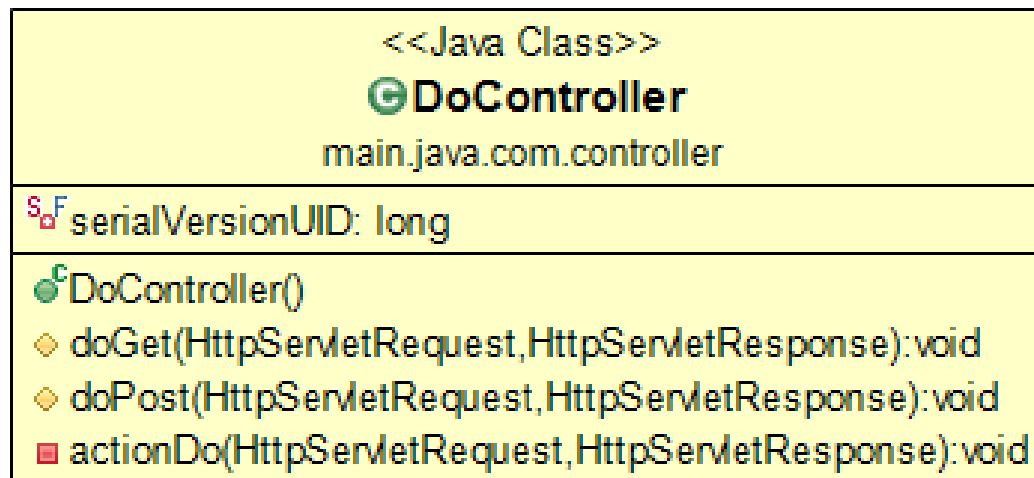 <<Java Class>>
C DoController
main.java.com.controller
S F serialVersionUID: long
C DoController()
doGet(HttpServletRequest,HttpServletResponse):void
doPost(HttpServletRequest,HttpServletResponse):void
actionDo(HttpServletRequest,HttpServletResponse):void